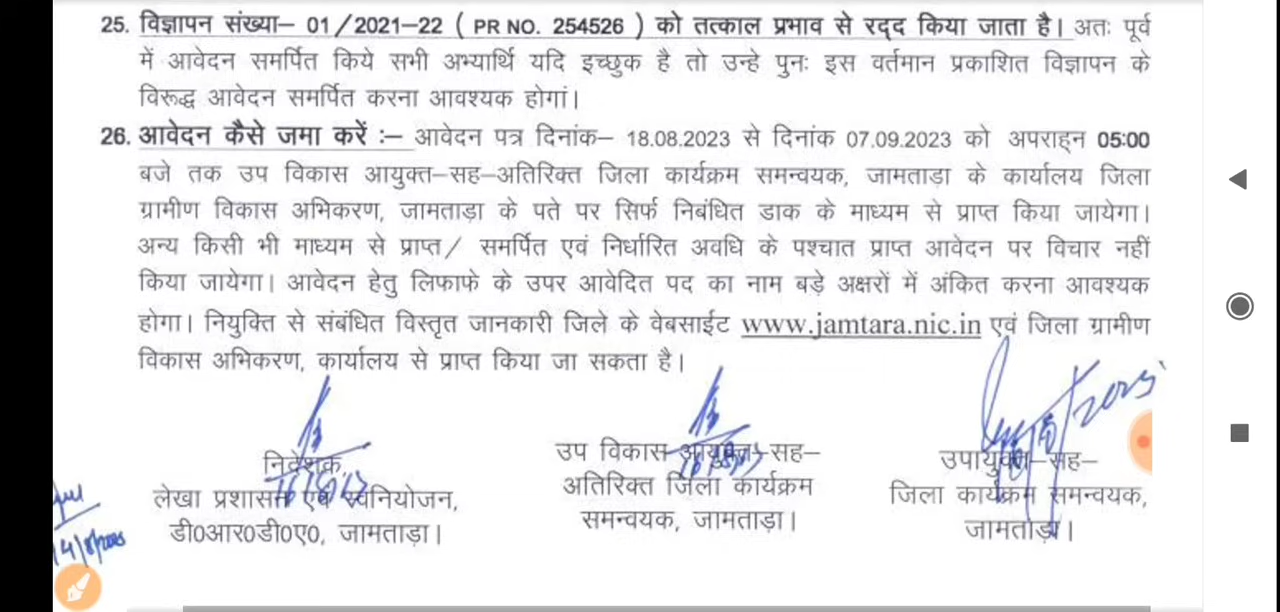 25. विज्ञापन संख्या– 01/2021–22 ( PR NO. 254526 ) को तत्काल प्रभाव से रद्द किया जाता है। अतः पूर्व
में आवेदन समर्पित किये सभी अभ्यार्थि यदि इच्छुक है तो उन्हे पुनः इस वर्तमान प्रकाशित विज्ञापन के
विरूद्ध आवेदन समर्पित करना आवश्यक होगां।
26. आवेदन कैसे जमा करें :– आवेदन पत्र दिनांक– 18.08.2023 से दिनांक 07.09.2023 को अपराह्न 05:00
बजे तक उप विकास आयुक्त–सह–अतिरिक्त जिला कार्यक्रम समन्वयक, जामताड़ा के कार्यालय जिला
ग्रामीण विकास अभिकरण, जामताड़ा के पते पर सिर्फ निबंधित डाक के माध्यम से प्राप्त किया जायेगा।
अन्य किसी भी माध्यम से प्राप्त/ समर्पित एवं निर्धारित अवधि के पश्चात प्राप्त आवेदन पर विचार नहीं
किया जायेगा। आवेदन हेतु लिफाफे के उपर आवेदित पद का नाम बड़े अक्षरों में अंकित करना आवश्यक
होगा। नियुक्ति से संबंधित विस्तृत जानकारी जिले के वेबसाईट www.jamtara.nic.in एवं जिला ग्रामीण
विकास अभिकरण, कार्यालय से प्राप्त किया जा सकता है।
निदेशक,
लेखा प्रशासन एवं स्वनियोजन,
डी0आर0डी0ए0, जामताड़ा।
उप विकास आयुक्त–सह–
अतिरिक्त जिला कार्यक्रम
समन्वयक, जामताड़ा।
उपायुक्त–सह–
जिला कार्यक्रम समन्वयक,
जामताड़ा।